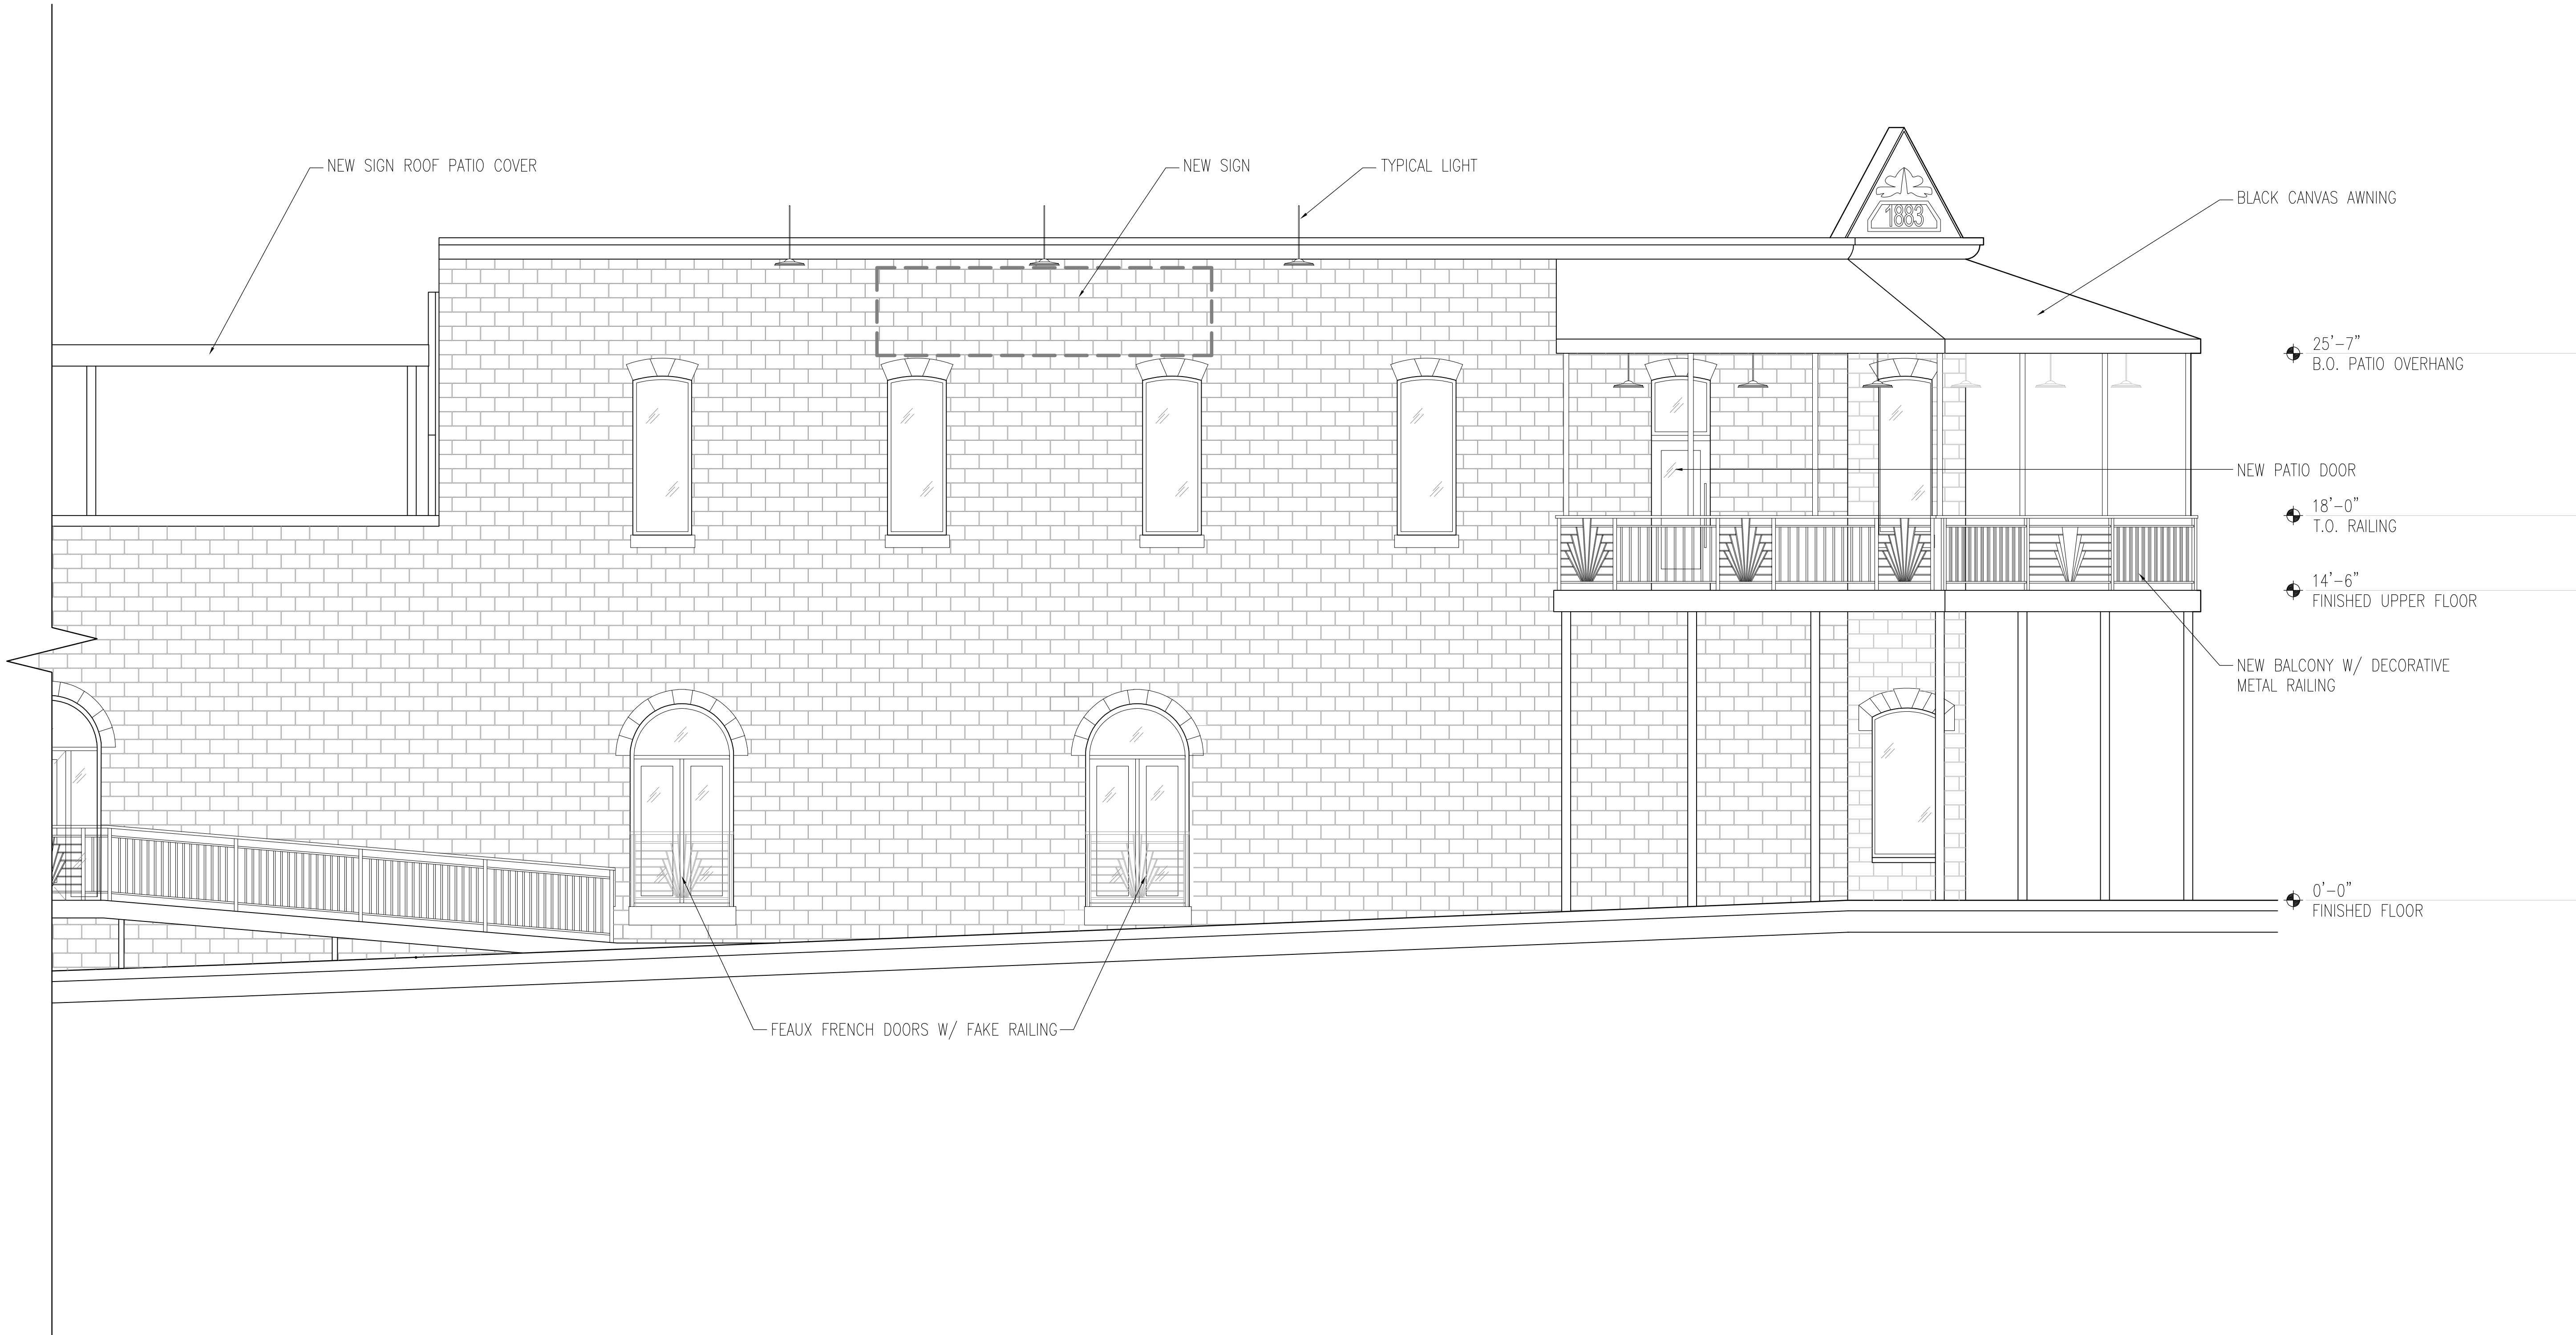 NEW SIGN ROOF PATIO COVER
NEW SIGN
TYPICAL LIGHT
1883
BLACK CANVAS AWNING
25'-7"
B.O. PATIO OVERHANG
NEW PATIO DOOR
18'-0"
T.O. RAILING
14'-6"
FINISHED UPPER FLOOR
NEW BALCONY W/ DECORATIVE
METAL RAILING
0'-0"
FINISHED FLOOR
FEAUX FRENCH DOORS W/ FAKE RAILING